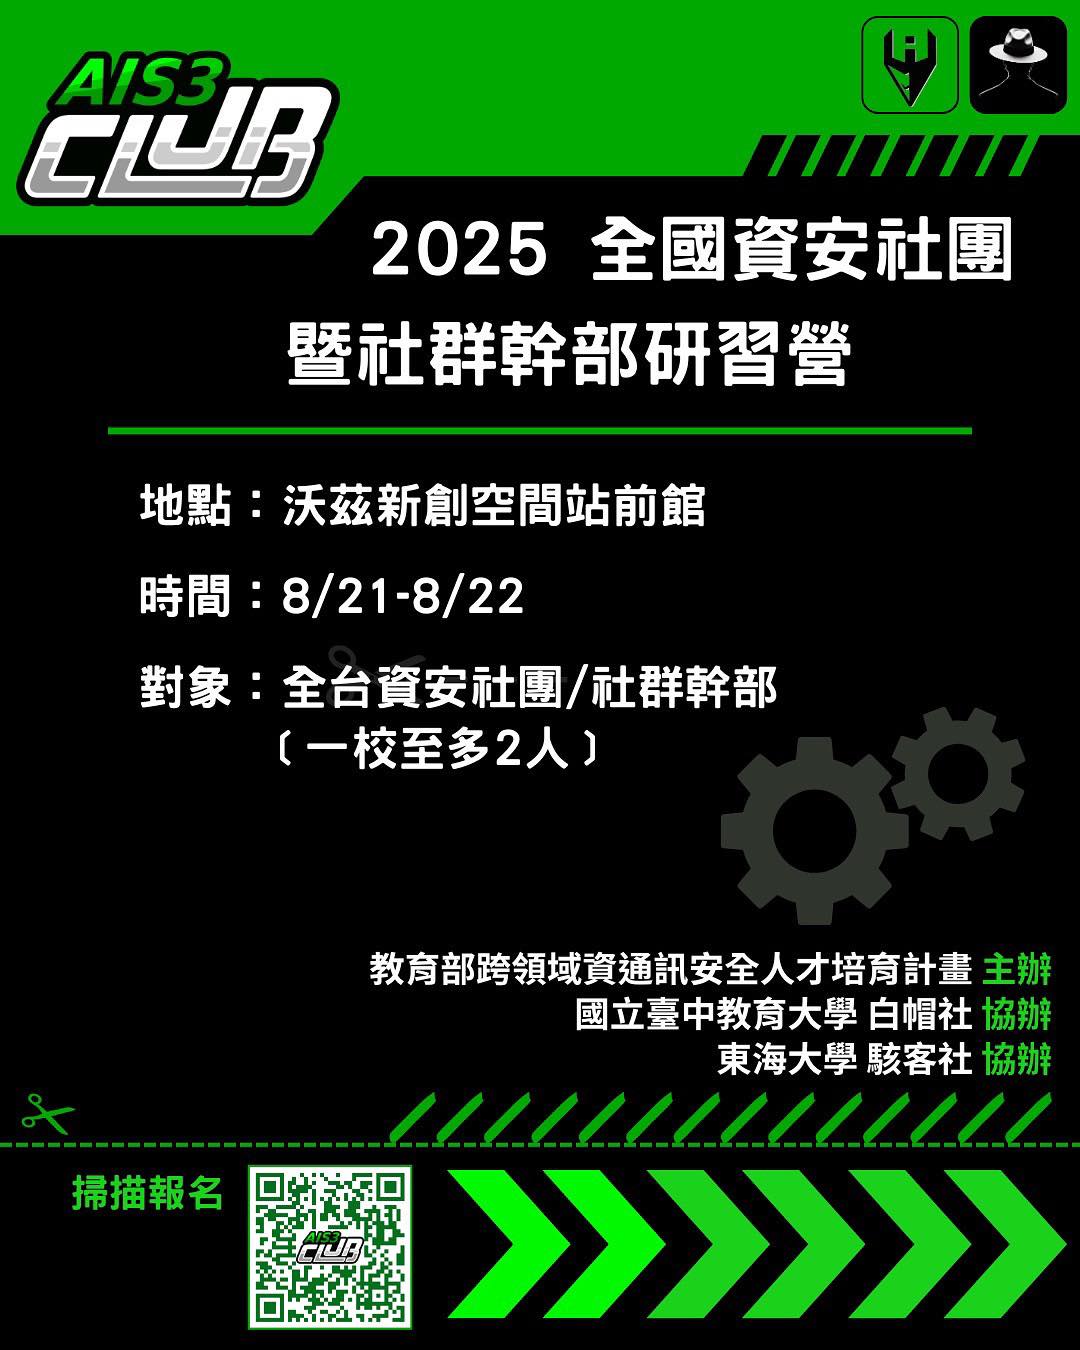 AIS3
CLUB
2025 全國資安社團
暨社群幹部研習營
地點：沃茲新創空間站前館
時間：8/21-8/22
對象：全台資安社團/社群幹部
﹝一校至多2人﹞
教育部跨領域資通訊安全人才培育計畫 主辦
國立臺中教育大學 白帽社 協辦
東海大學 駭客社 協辦
掃描報名
AIS3
CLUB